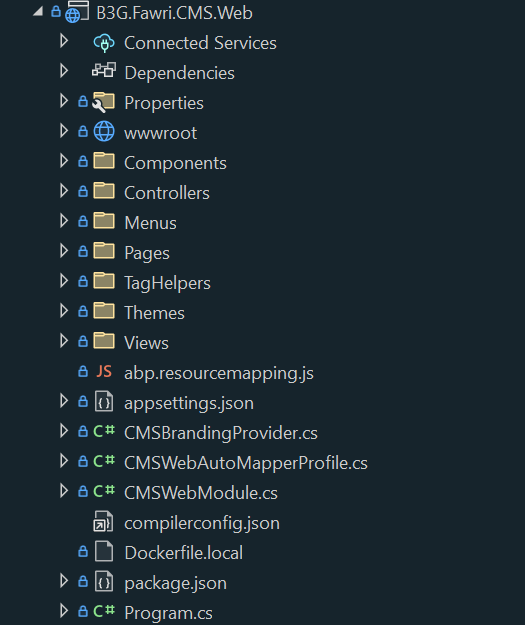 B3G.Fawri.CMS.Web
Connected Services
Dependencies
Properties
wwwroot
Components
Controllers
Menus
Pages
TagHelpers
Themes
Views
JS abp.resourcemapping.js
appsettings.json
C# CMSBrandingProvider.cs
C# CMSWebAutoMapperProfile.cs
C# CMSWebModule.cs
compilerconfig.json
Dockerfile.local
package.json
C# Program.cs